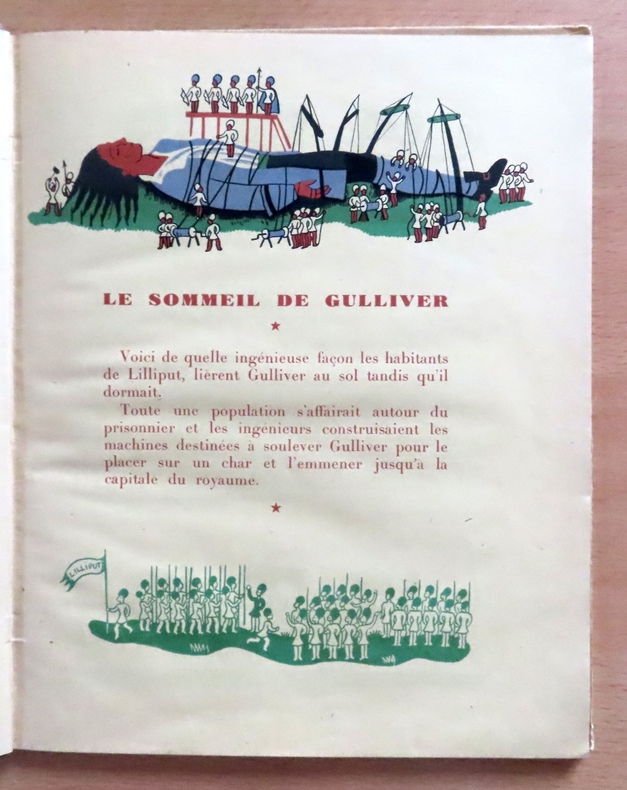 LE SOMMEIL DE GULLIVER
Voici de quelle ingénieuse façon les habitants
de Lilliput, lièrent Gulliver au sol tandis qu'il
dormait.
Toute une population s'affairait autour du
prisonnier et les ingénieurs construisaient les
machines destinées à soulever Gulliver pour le
placer sur un char et l'emmener jusqu'à la
capitale du royaume.
LILLIPUT